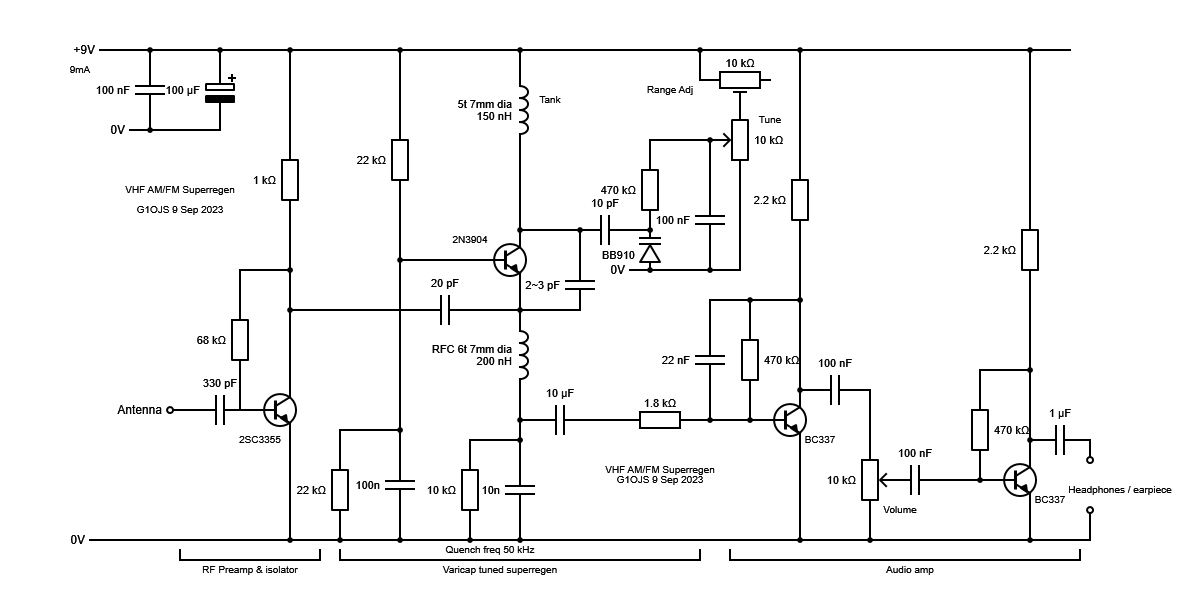 +9V
9mA
100 nF
100 µF
+
0V
VHF AM/FM Superregen
G1OJS 9 Sep 2023
1 kΩ
68 kΩ
330 pF
Antenna
2SC3355
22 kΩ
5t 7mm dia
150 nH
Tank
2N3904
20 pF
2~3 pF
RFC 6t 7mm dia
200 nH
22 kΩ
100n
10 kΩ
10n
10 µF
470 kΩ
10 pF
BB910
0V
100 nF
Range Adj
10 kΩ
Tune
10 kΩ
2.2 kΩ
22 nF
470 kΩ
1.8 kΩ
BC337
100 nF
VHF AM/FM Superregen
G1OJS 9 Sep 2023
10 kΩ
Volume
100 nF
2.2 kΩ
470 kΩ
1 µF
BC337
Headphones / earpiece
0V
Quench freq 50 kHz
RF Preamp & isolator
Varicap tuned superregen
Audio amp